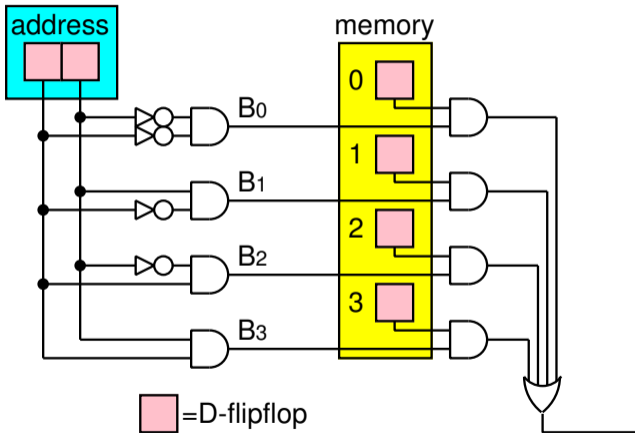 address
memory
0
B0
1
B1
2
B2
3
B3
=D-flipflop